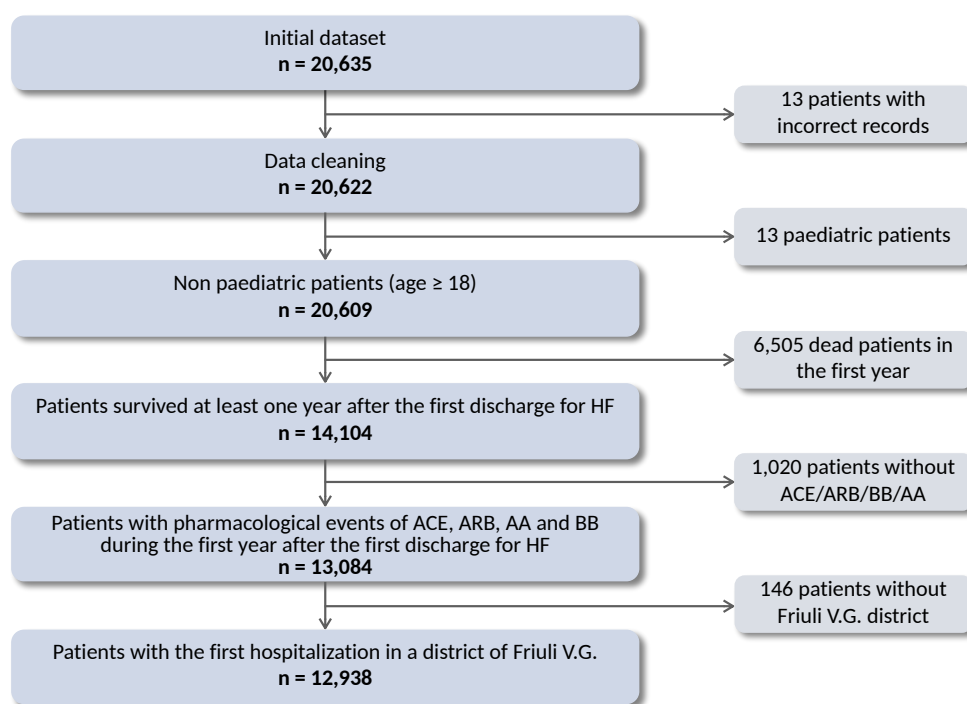 Initial dataset
n = 20,635
13 patients with
incorrect records
Data cleaning
n = 20,622
13 paediatric patients
Non paediatric patients (age ≥ 18)
n = 20,609
6,505 dead patients in
the first year
Patients survived at least one year after the first discharge for HF
n = 14,104
1,020 patients without
ACE/ARB/BB/AA
Patients with pharmacological events of ACE, ARB, AA and BB
during the first year after the first discharge for HF
n = 13,084
146 patients without
Friuli V.G. district
Patients with the first hospitalization in a district of Friuli V.G.
n = 12,938